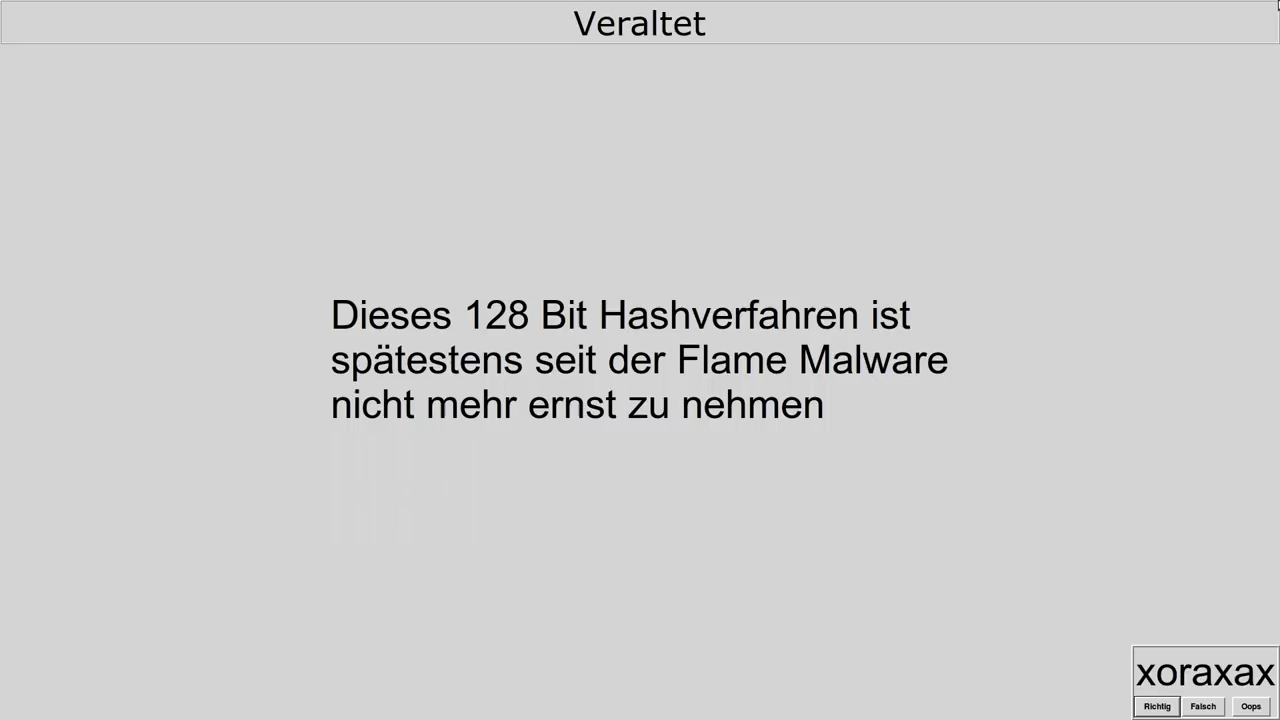 Veraltet
Dieses 128 Bit Hashverfahren ist
spätestens seit der Flame Malware
nicht mehr ernst zu nehmen
xoraxax
Richtig Falsch Oops